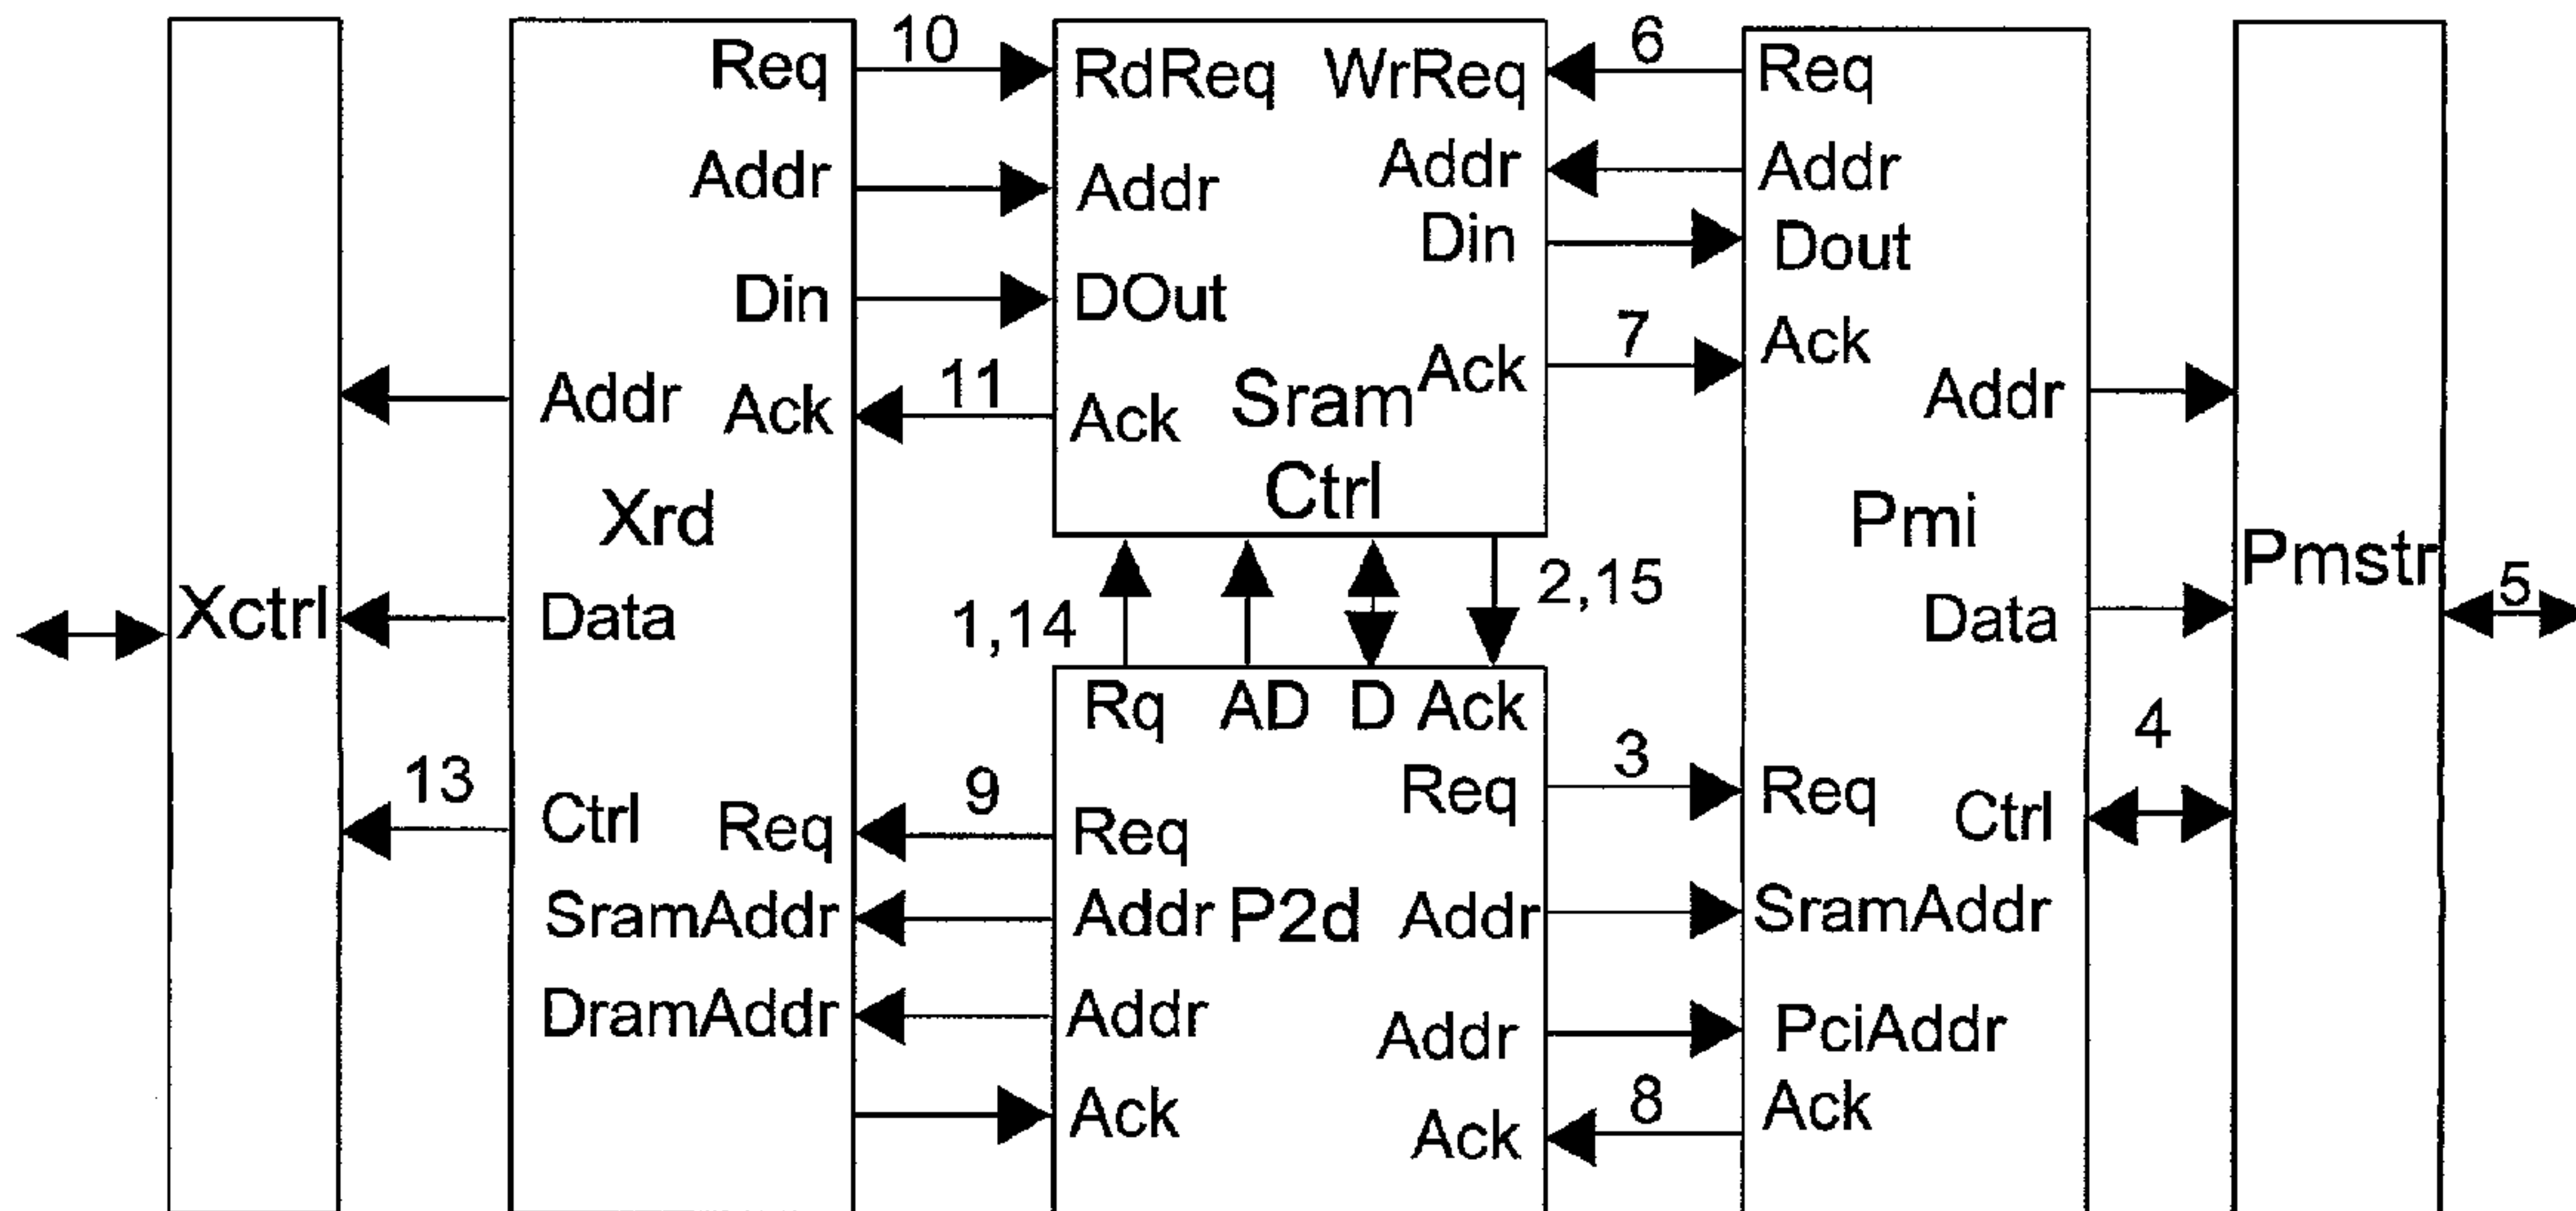 Req 10 RdReq WrReq 6 Req
Addr Addr Addr Addr
Din DOut Din Dout
Addr Ack 11 Ack Sram Ack 7 Ack Addr
Ctrl
Xrd Pmi
Xctrl Data 1,14 2,15 Data Pmstr 5
Rq AD D Ack
13 Ctrl Req 9 Req Req 3 Req Ctrl 4
SramAddr Addr P2d Addr SramAddr
DramAddr Addr Addr PciAddr
Ack Ack 8 Ack